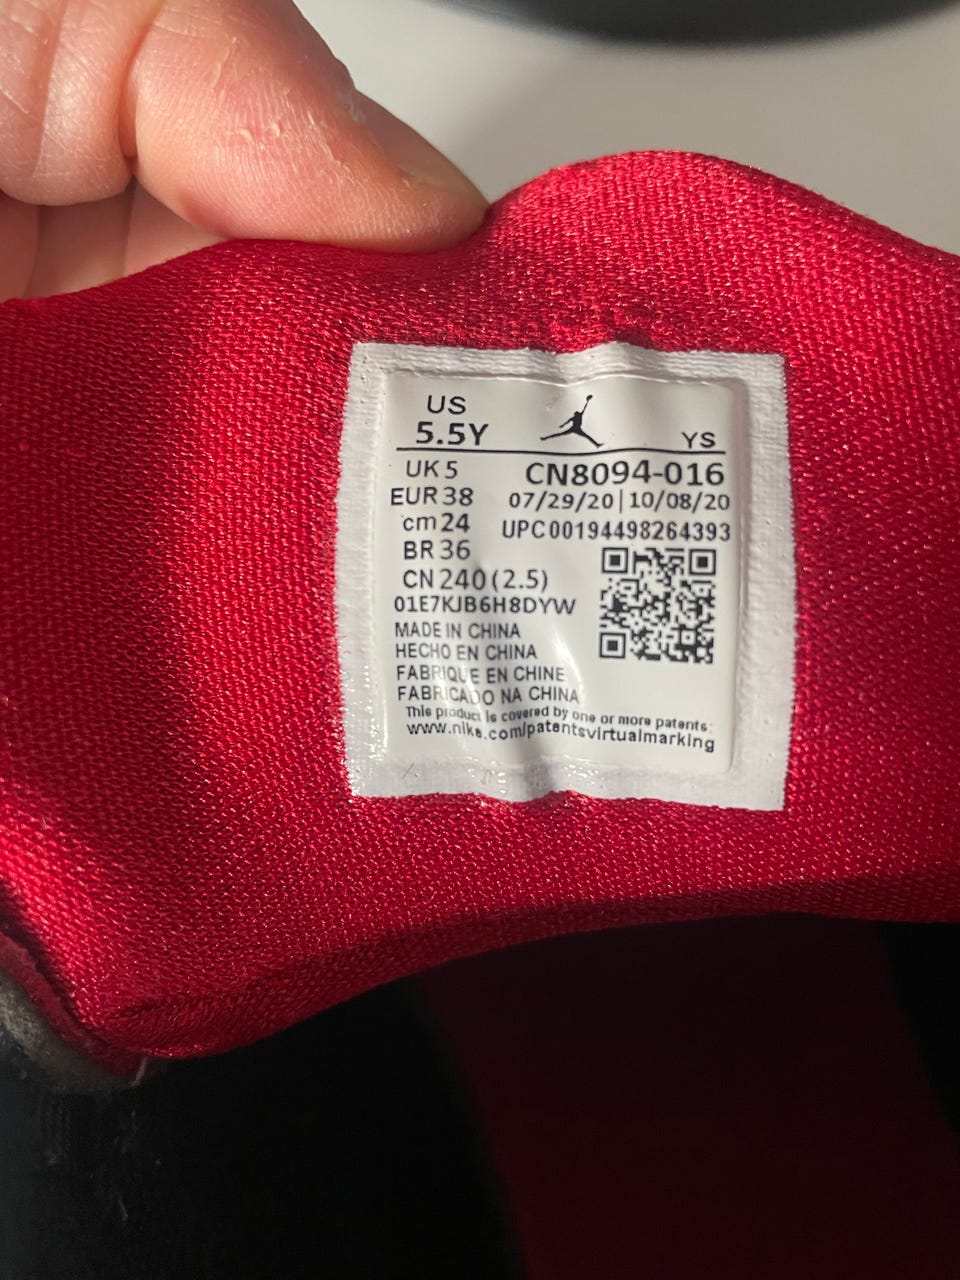 US
5.5Y
YS
UK 5
EUR 38
cm 24
BR 36
CN 240 (2.5)
CN8094-016
07/29/20 | 10/08/20
UPC 00194498264393
01E7KJB6H8DYW
MADE IN CHINA
HECHO EN CHINA
FABRIQUE EN CHINE
FABRICADO NA CHINA
This product is covered by one or more patents:
www.nike.com/patentsvirtualmarking